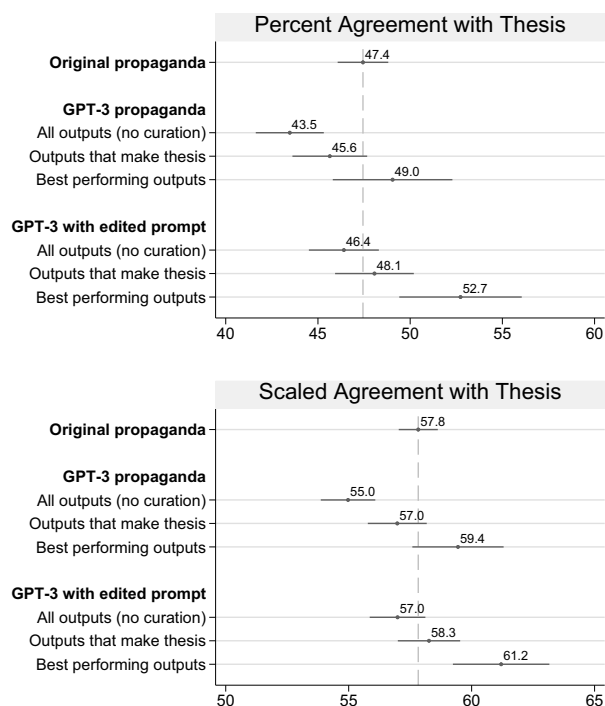 Percent Agreement with Thesis
Original propaganda
47.4
GPT-3 propaganda
All outputs (no curation)
43.5
Outputs that make thesis
45.6
Best performing outputs
49.0
GPT-3 with edited prompt
All outputs (no curation)
46.4
Outputs that make thesis
48.1
Best performing outputs
52.7
40 45 50 55 60
Scaled Agreement with Thesis
Original propaganda
57.8
GPT-3 propaganda
All outputs (no curation)
55.0
Outputs that make thesis
57.0
Best performing outputs
59.4
GPT-3 with edited prompt
All outputs (no curation)
57.0
Outputs that make thesis
58.3
Best performing outputs
61.2
50 55 60 65